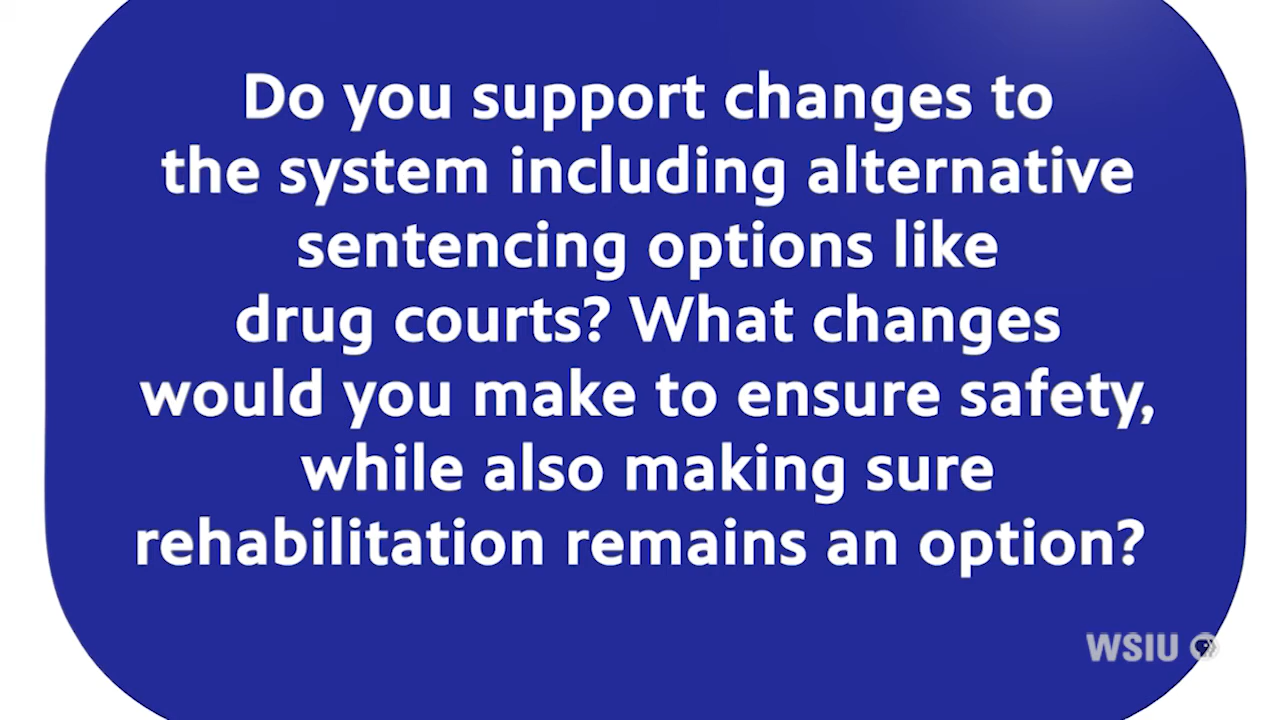 Do you support changes to
the system including alternative
sentencing options like
drug courts? What changes
would you make to ensure safety,
while also making sure
rehabilitation remains an option?
WSIU